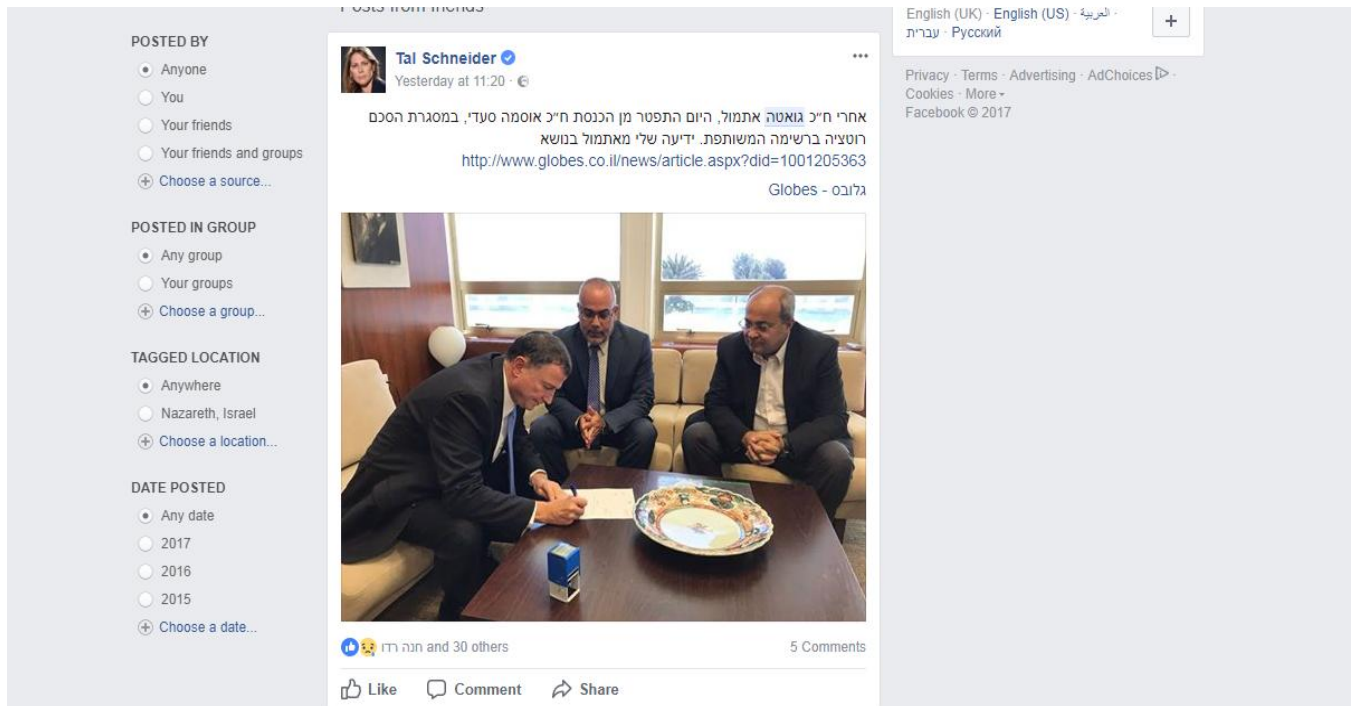 Posts from friends
POSTED BY
Anyone
You
Your friends
Your friends and groups
Choose a source...
POSTED IN GROUP
Any group
Your groups
Choose a group...
TAGGED LOCATION
Anywhere
Nazareth, Israel
Choose a location...
DATE POSTED
Any date
2017
2016
2015
Choose a date...
Tal Schneider
Yesterday at 11:20 ·
אחרי ח״כ גואטה אתמול, היום התפטר מן הכנסת ח״כ אוסמה סעדי, במסגרת הסכם
רוטציה ברשימה המשותפת. ידיעה שלי מאתמול בנושא
http://www.globes.co.il/news/article.aspx?did=1001205363
גלובס - Globes
חנה רדו and 30 others
5 Comments
Like Comment Share
English (UK) · English (US) · العربية ·
עברית · Русский
+
Privacy · Terms · Advertising · AdChoices ·
Cookies · More
Facebook © 2017